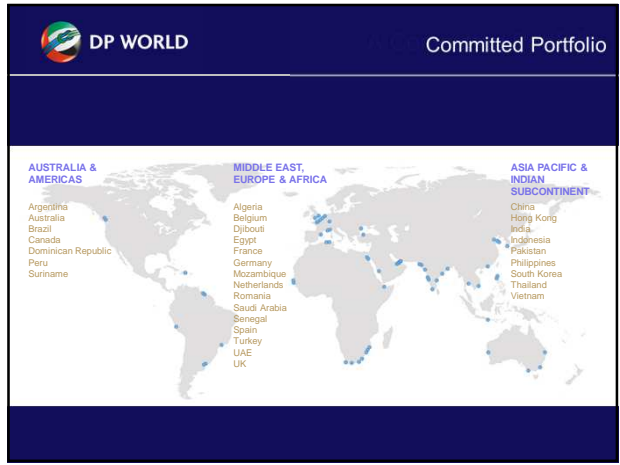 DP WORLD
Committed Portfolio
AUSTRALIA &
AMERICAS
Argentina
Australia
Brazil
Canada
Dominican Republic
Peru
Suriname
MIDDLE EAST,
EUROPE & AFRICA
Algeria
Belgium
Djibouti
Egypt
France
Germany
Mozambique
Netherlands
Romania
Saudi Arabia
Senegal
Spain
Turkey
UAE
UK
ASIA PACIFIC &
INDIAN
SUBCONTINENT
China
Hong Kong
India
Indonesia
Pakistan
Philippines
South Korea
Thailand
Vietnam